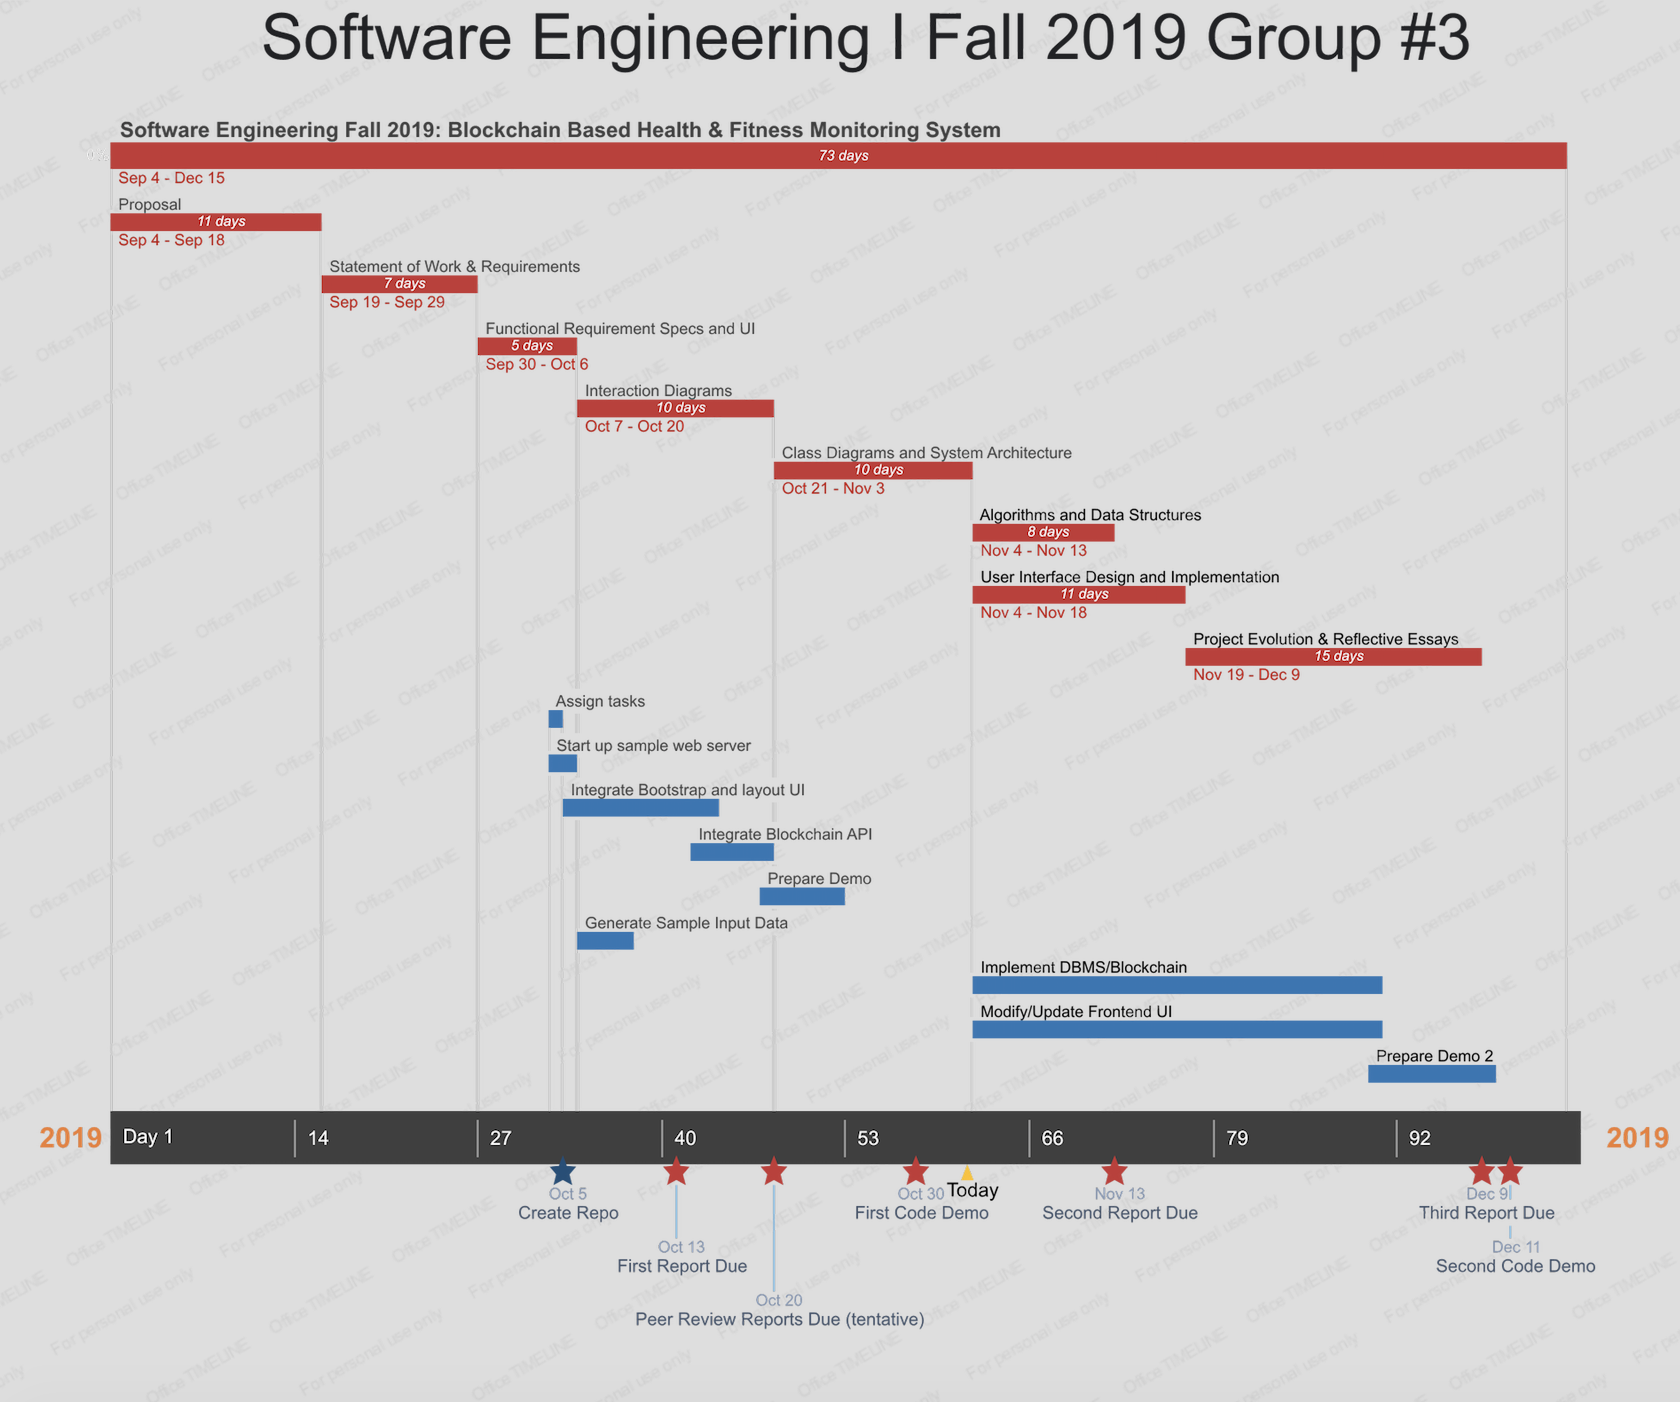 Software Engineering I Fall 2019 Group #3
Software Engineering Fall 2019: Blockchain Based Health & Fitness Monitoring System
73 days
Sep 4 - Dec 15
Proposal
11 days
Sep 4 - Sep 18
Statement of Work & Requirements
7 days
Sep 19 - Sep 29
Functional Requirement Specs and UI
5 days
Sep 30 - Oct 6
Interaction Diagrams
10 days
Oct 7 - Oct 20
Class Diagrams and System Architecture
10 days
Oct 21 - Nov 3
Algorithms and Data Structures
8 days
Nov 4 - Nov 13
User Interface Design and Implementation
11 days
Nov 4 - Nov 18
Project Evolution & Reflective Essays
15 days
Nov 19 - Dec 9
Assign tasks
Start up sample web server
Integrate Bootstrap and layout UI
Integrate Blockchain API
Prepare Demo
Generate Sample Input Data
Implement DBMS/Blockchain
Modify/Update Frontend UI
Prepare Demo 2
2019 Day 1 14 27 40 53 66 79 92 2019
Oct 5
Create Repo
Oct 13
First Report Due
Oct 20
Peer Review Reports Due (tentative)
Oct 30
First Code Demo
Today
Nov 13
Second Report Due
Dec 9
Third Report Due
Dec 11
Second Code Demo
Office TIMELINE
For personal use only